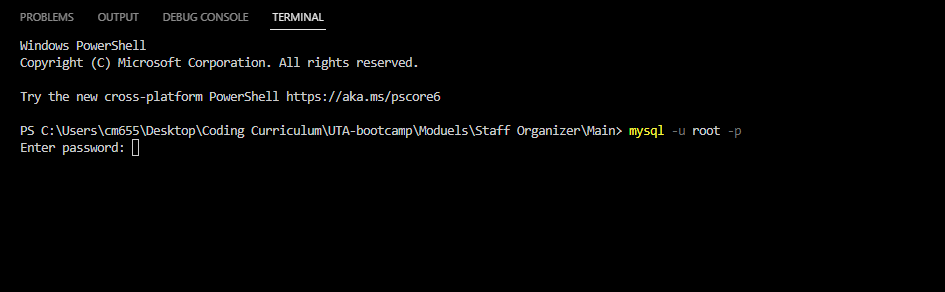 PROBLEMS OUTPUT DEBUG CONSOLE TERMINAL
Windows PowerShell
Copyright (C) Microsoft Corporation. All rights reserved.
Try the new cross-platform PowerShell https://aka.ms/pscore6
PS C:\Users\cm655\Desktop\Coding Curriculum\UTA-bootcamp\Moduels\Staff Organizer\Main> mysql -u root -p
Enter password: